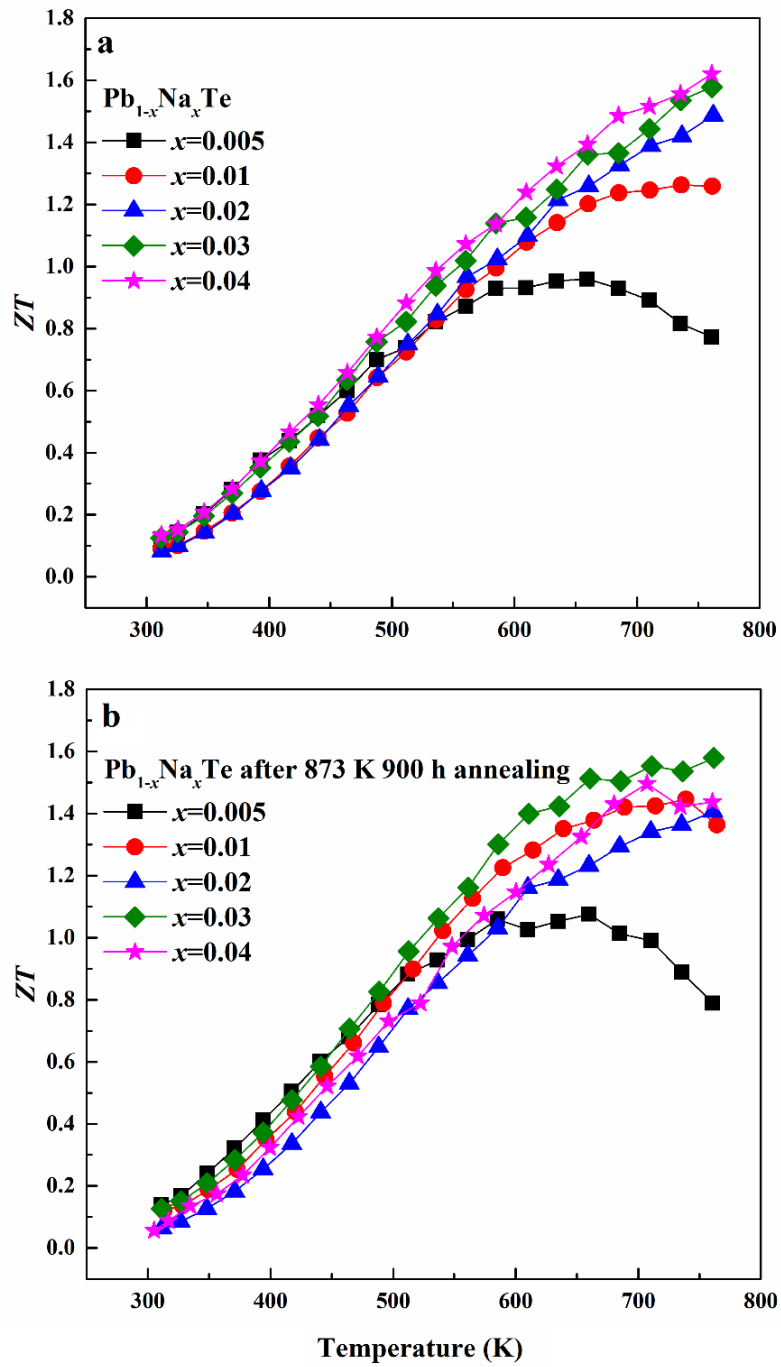 a
Pb1-xNaxTe
x=0.005
x=0.01
x=0.02
x=0.03
x=0.04
ZT
1.8
1.6
1.4
1.2
1.0
0.8
0.6
0.4
0.2
0.0
300 400 500 600 700 800
b
Pb1-xNaxTe after 873 K 900 h annealing
x=0.005
x=0.01
x=0.02
x=0.03
x=0.04
ZT
1.8
1.6
1.4
1.2
1.0
0.8
0.6
0.4
0.2
0.0
300 400 500 600 700 800
Temperature (K)